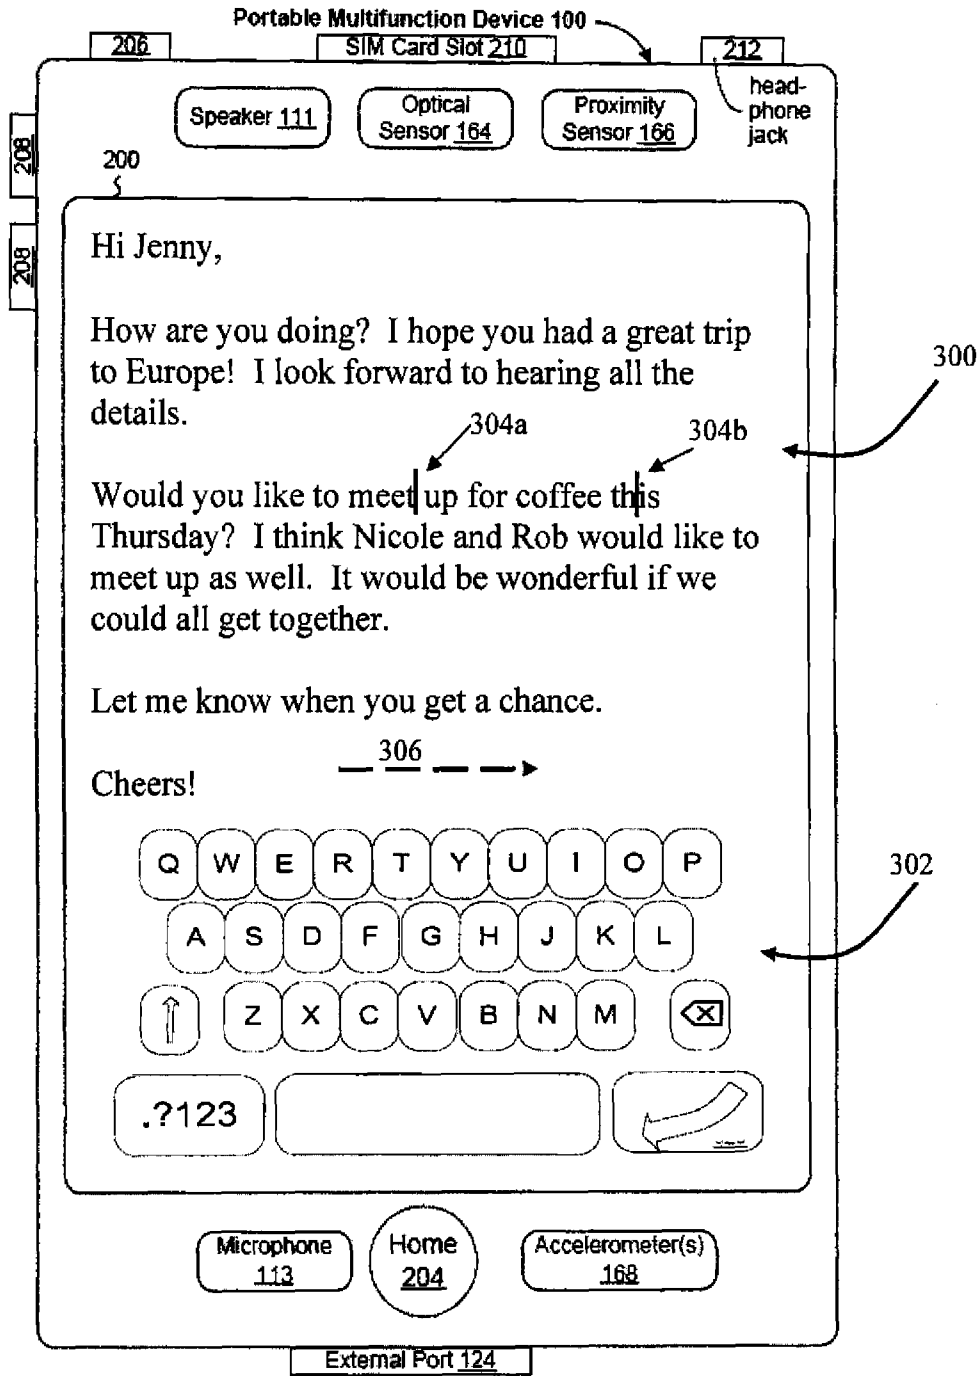 Portable Multifunction Device 100
206
SIM Card Slot 210
212
head-
phone
jack
Speaker 111
Optical
Sensor 164
Proximity
Sensor 166
208
200
208
Hi Jenny,
How are you doing? I hope you had a great trip
to Europe! I look forward to hearing all the
details.
300
304a
304b
Would you like to meet up for coffee this
Thursday? I think Nicole and Rob would like to
meet up as well. It would be wonderful if we
could all get together.
Let me know when you get a chance.
306
Cheers!
Q W E R T Y U I O P
302
A S D F G H J K L
Z X C V B N M
.?123
Microphone
113
Home
204
Accelerometer(s)
168
External Port 124